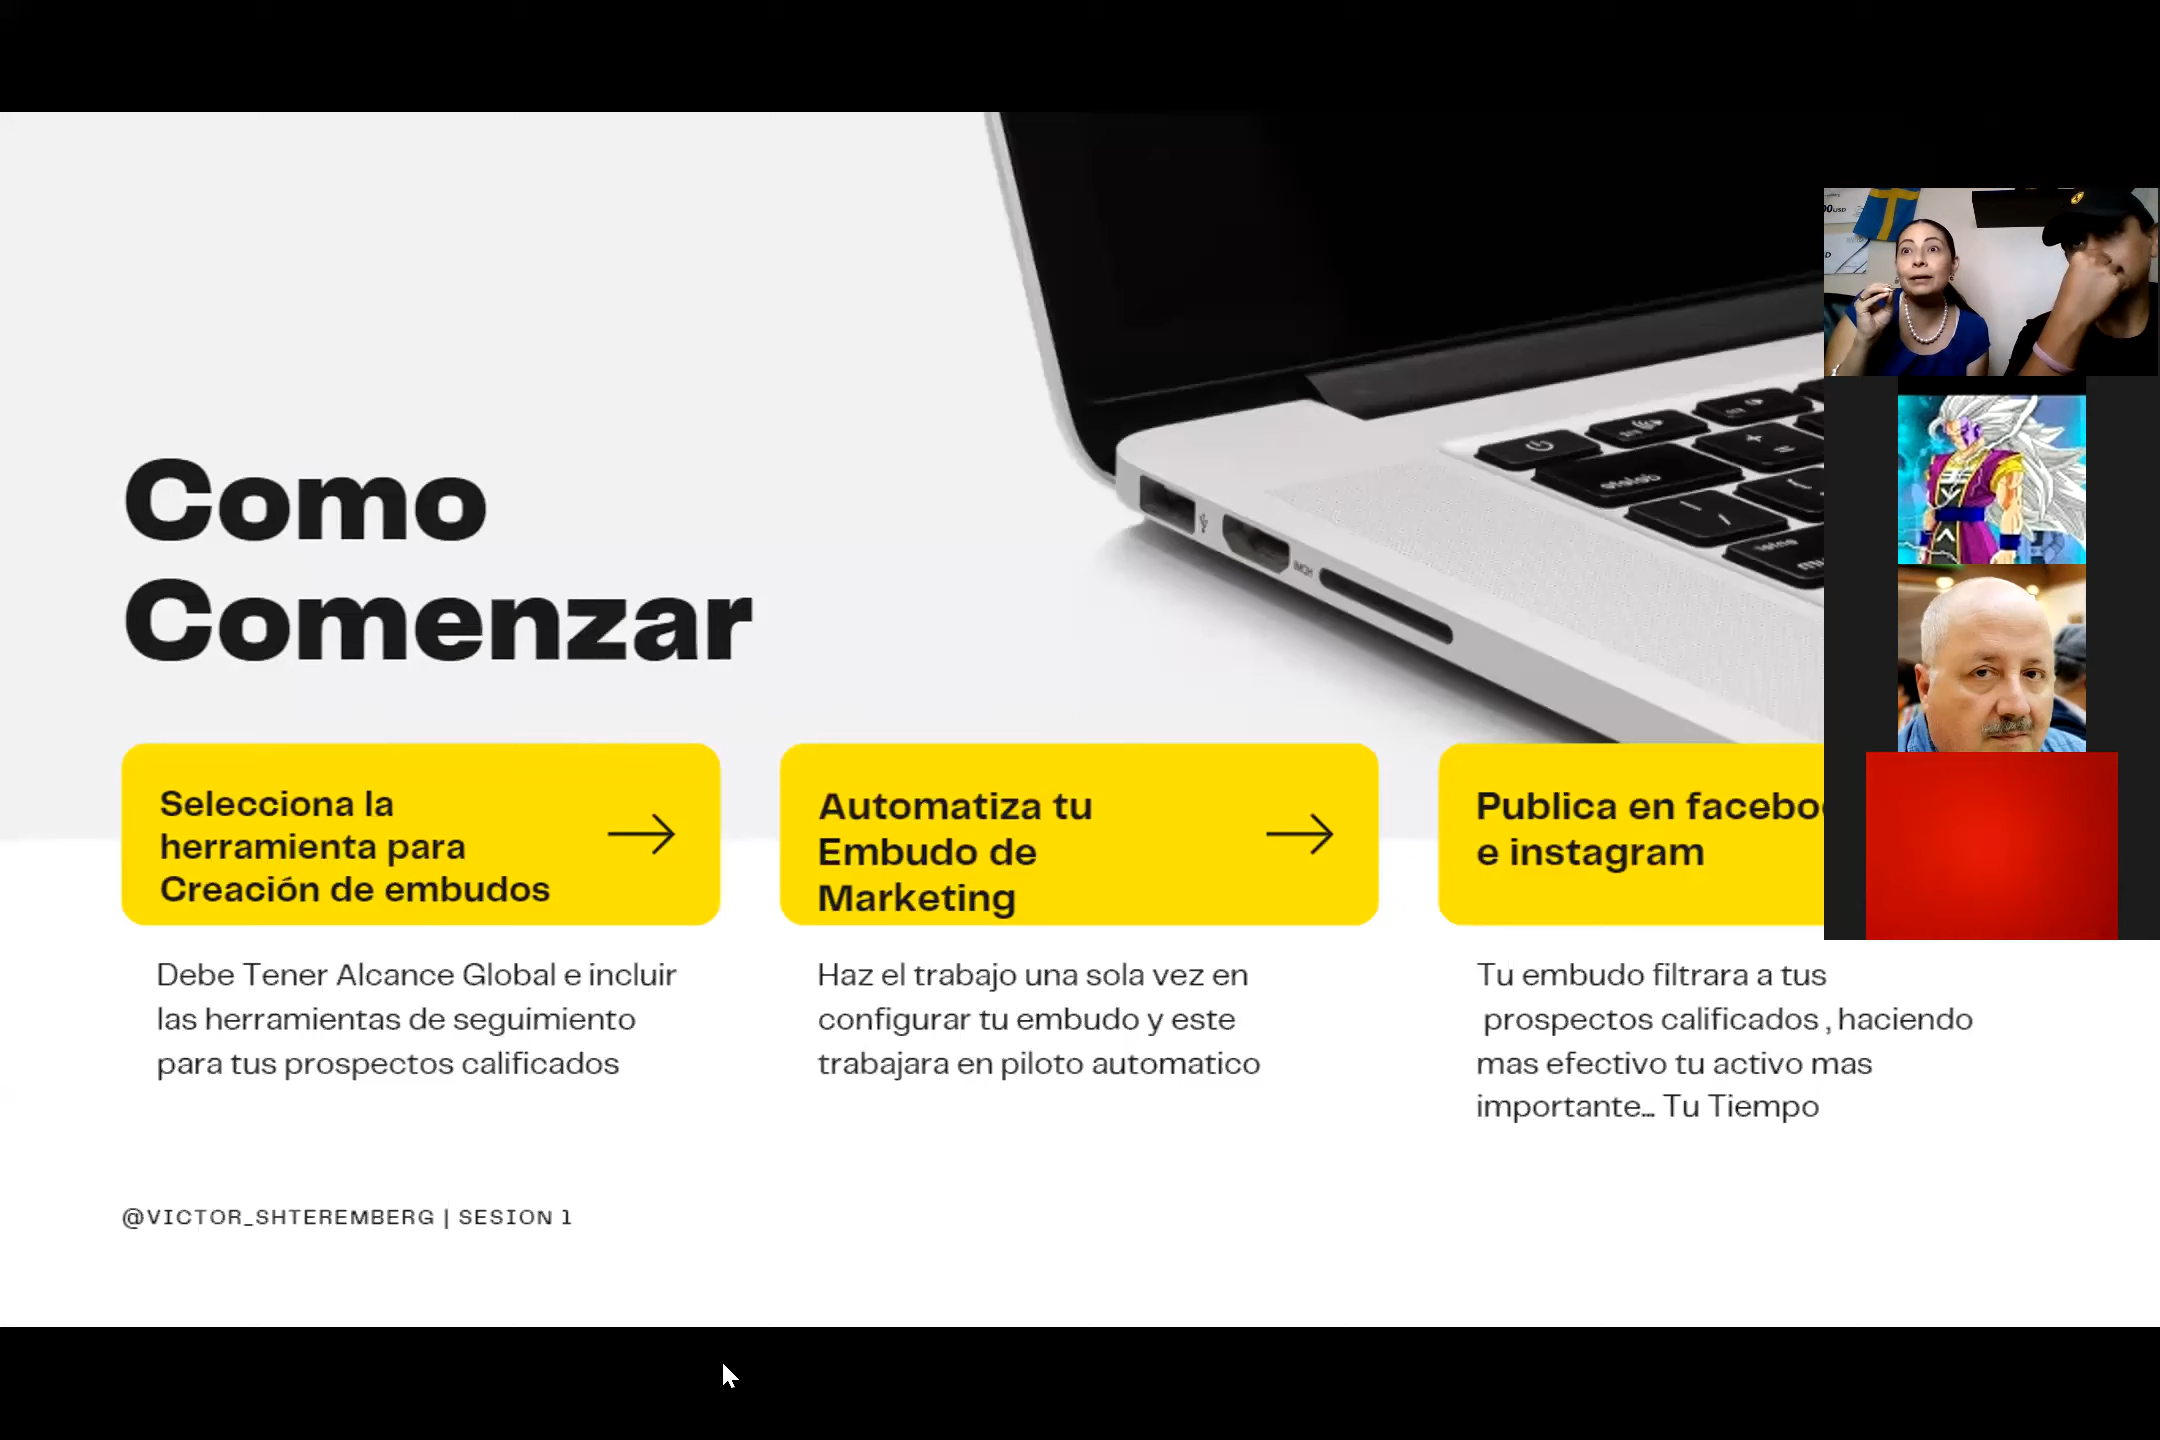 Como
Comenzar
Selecciona la
herramienta para
Creación de embudos
Debe Tener Alcance Global e incluir
las herramientas de seguimiento
para tus prospectos calificados
Automatiza tu
Embudo de
Marketing
Haz el trabajo una sola vez en
configurar tu embudo y este
trabajara en piloto automatico
Publica en facebo
e instagram
Tu embudo filtrara a tus
prospectos calificados , haciendo
mas efectivo tu activo mas
importante... Tu Tiempo
@VICTOR_SHTEREMBERG | SESION 1